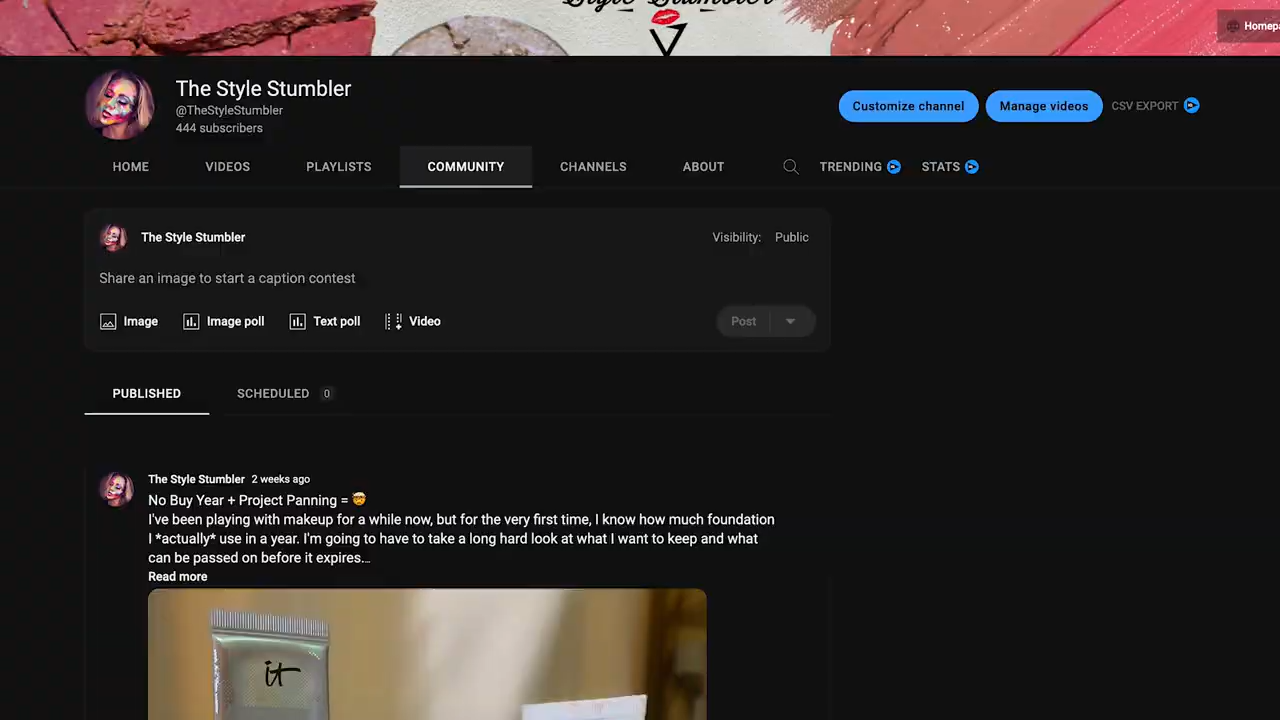 Style Stumbler
Homepa
The Style Stumbler
@TheStyleStumbler
444 subscribers
Customize channel
Manage videos
CSV EXPORT
HOME
VIDEOS
PLAYLISTS
COMMUNITY
CHANNELS
ABOUT
TRENDING
STATS
The Style Stumbler
Visibility: Public
Share an image to start a caption contest
Image
Image poll
Text poll
Video
Post
PUBLISHED
SCHEDULED 0
The Style Stumbler 2 weeks ago
No Buy Year + Project Panning = 🤯
I've been playing with makeup for a while now, but for the very first time, I know how much foundation
I *actually* use in a year. I'm going to have to take a long hard look at what I want to keep and what
can be passed on before it expires...
Read more
it